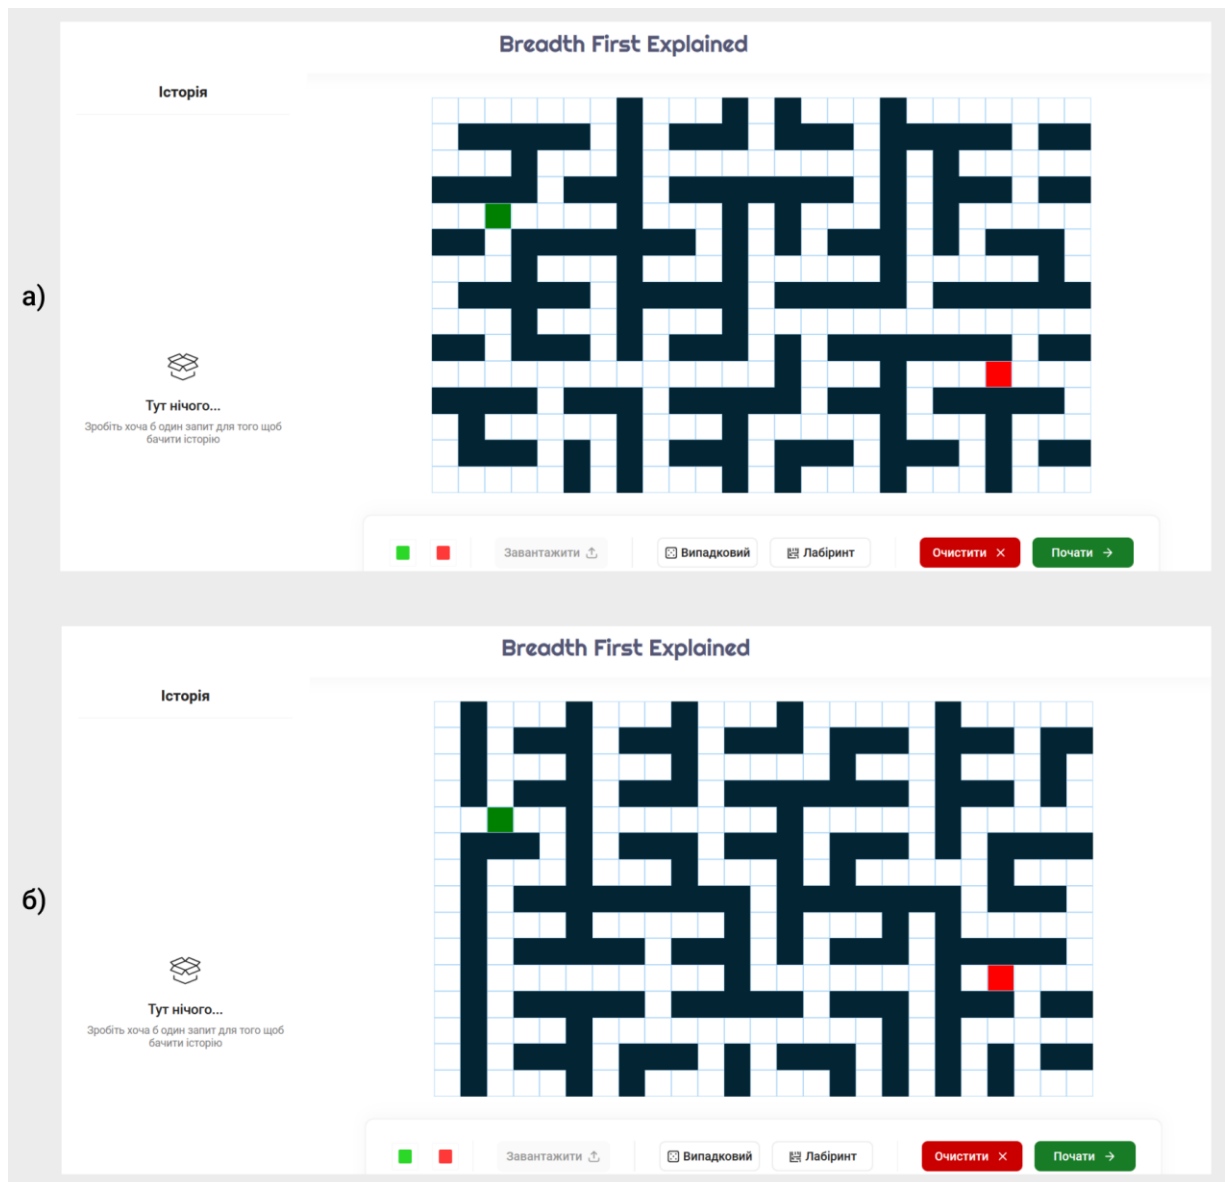 Breadth First Explained
Історія
а)
Тут нічого...
Зробіть хоча б один запит для того щоб
бачити історію
Завантажити
Випадковий
Лабіринт
Очистити
Почати
Breadth First Explained
Історія
б)
Тут нічого...
Зробіть хоча б один запит для того щоб
бачити історію
Завантажити
Випадковий
Лабіринт
Очистити
Почати